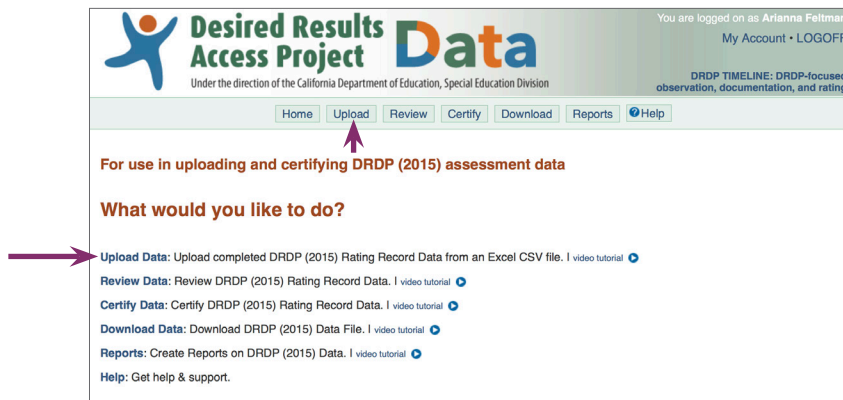 You are logged on as Arianna Feltman
Desired Results
Access Project
Data
My Account • LOGOFF
Under the direction of the California Department of Education, Special Education Division
DRDP TIMELINE: DRDP-focused
observation, documentation, and rating
Home Upload Review Certify Download Reports ?Help
For use in uploading and certifying DRDP (2015) assessment data
What would you like to do?
Upload Data: Upload completed DRDP (2015) Rating Record Data from an Excel CSV file. | video tutorial
Review Data: Review DRDP (2015) Rating Record Data. | video tutorial
Certify Data: Certify DRDP (2015) Rating Record Data. | video tutorial
Download Data: Download DRDP (2015) Data File. | video tutorial
Reports: Create Reports on DRDP (2015) Data. | video tutorial
Help: Get help & support.